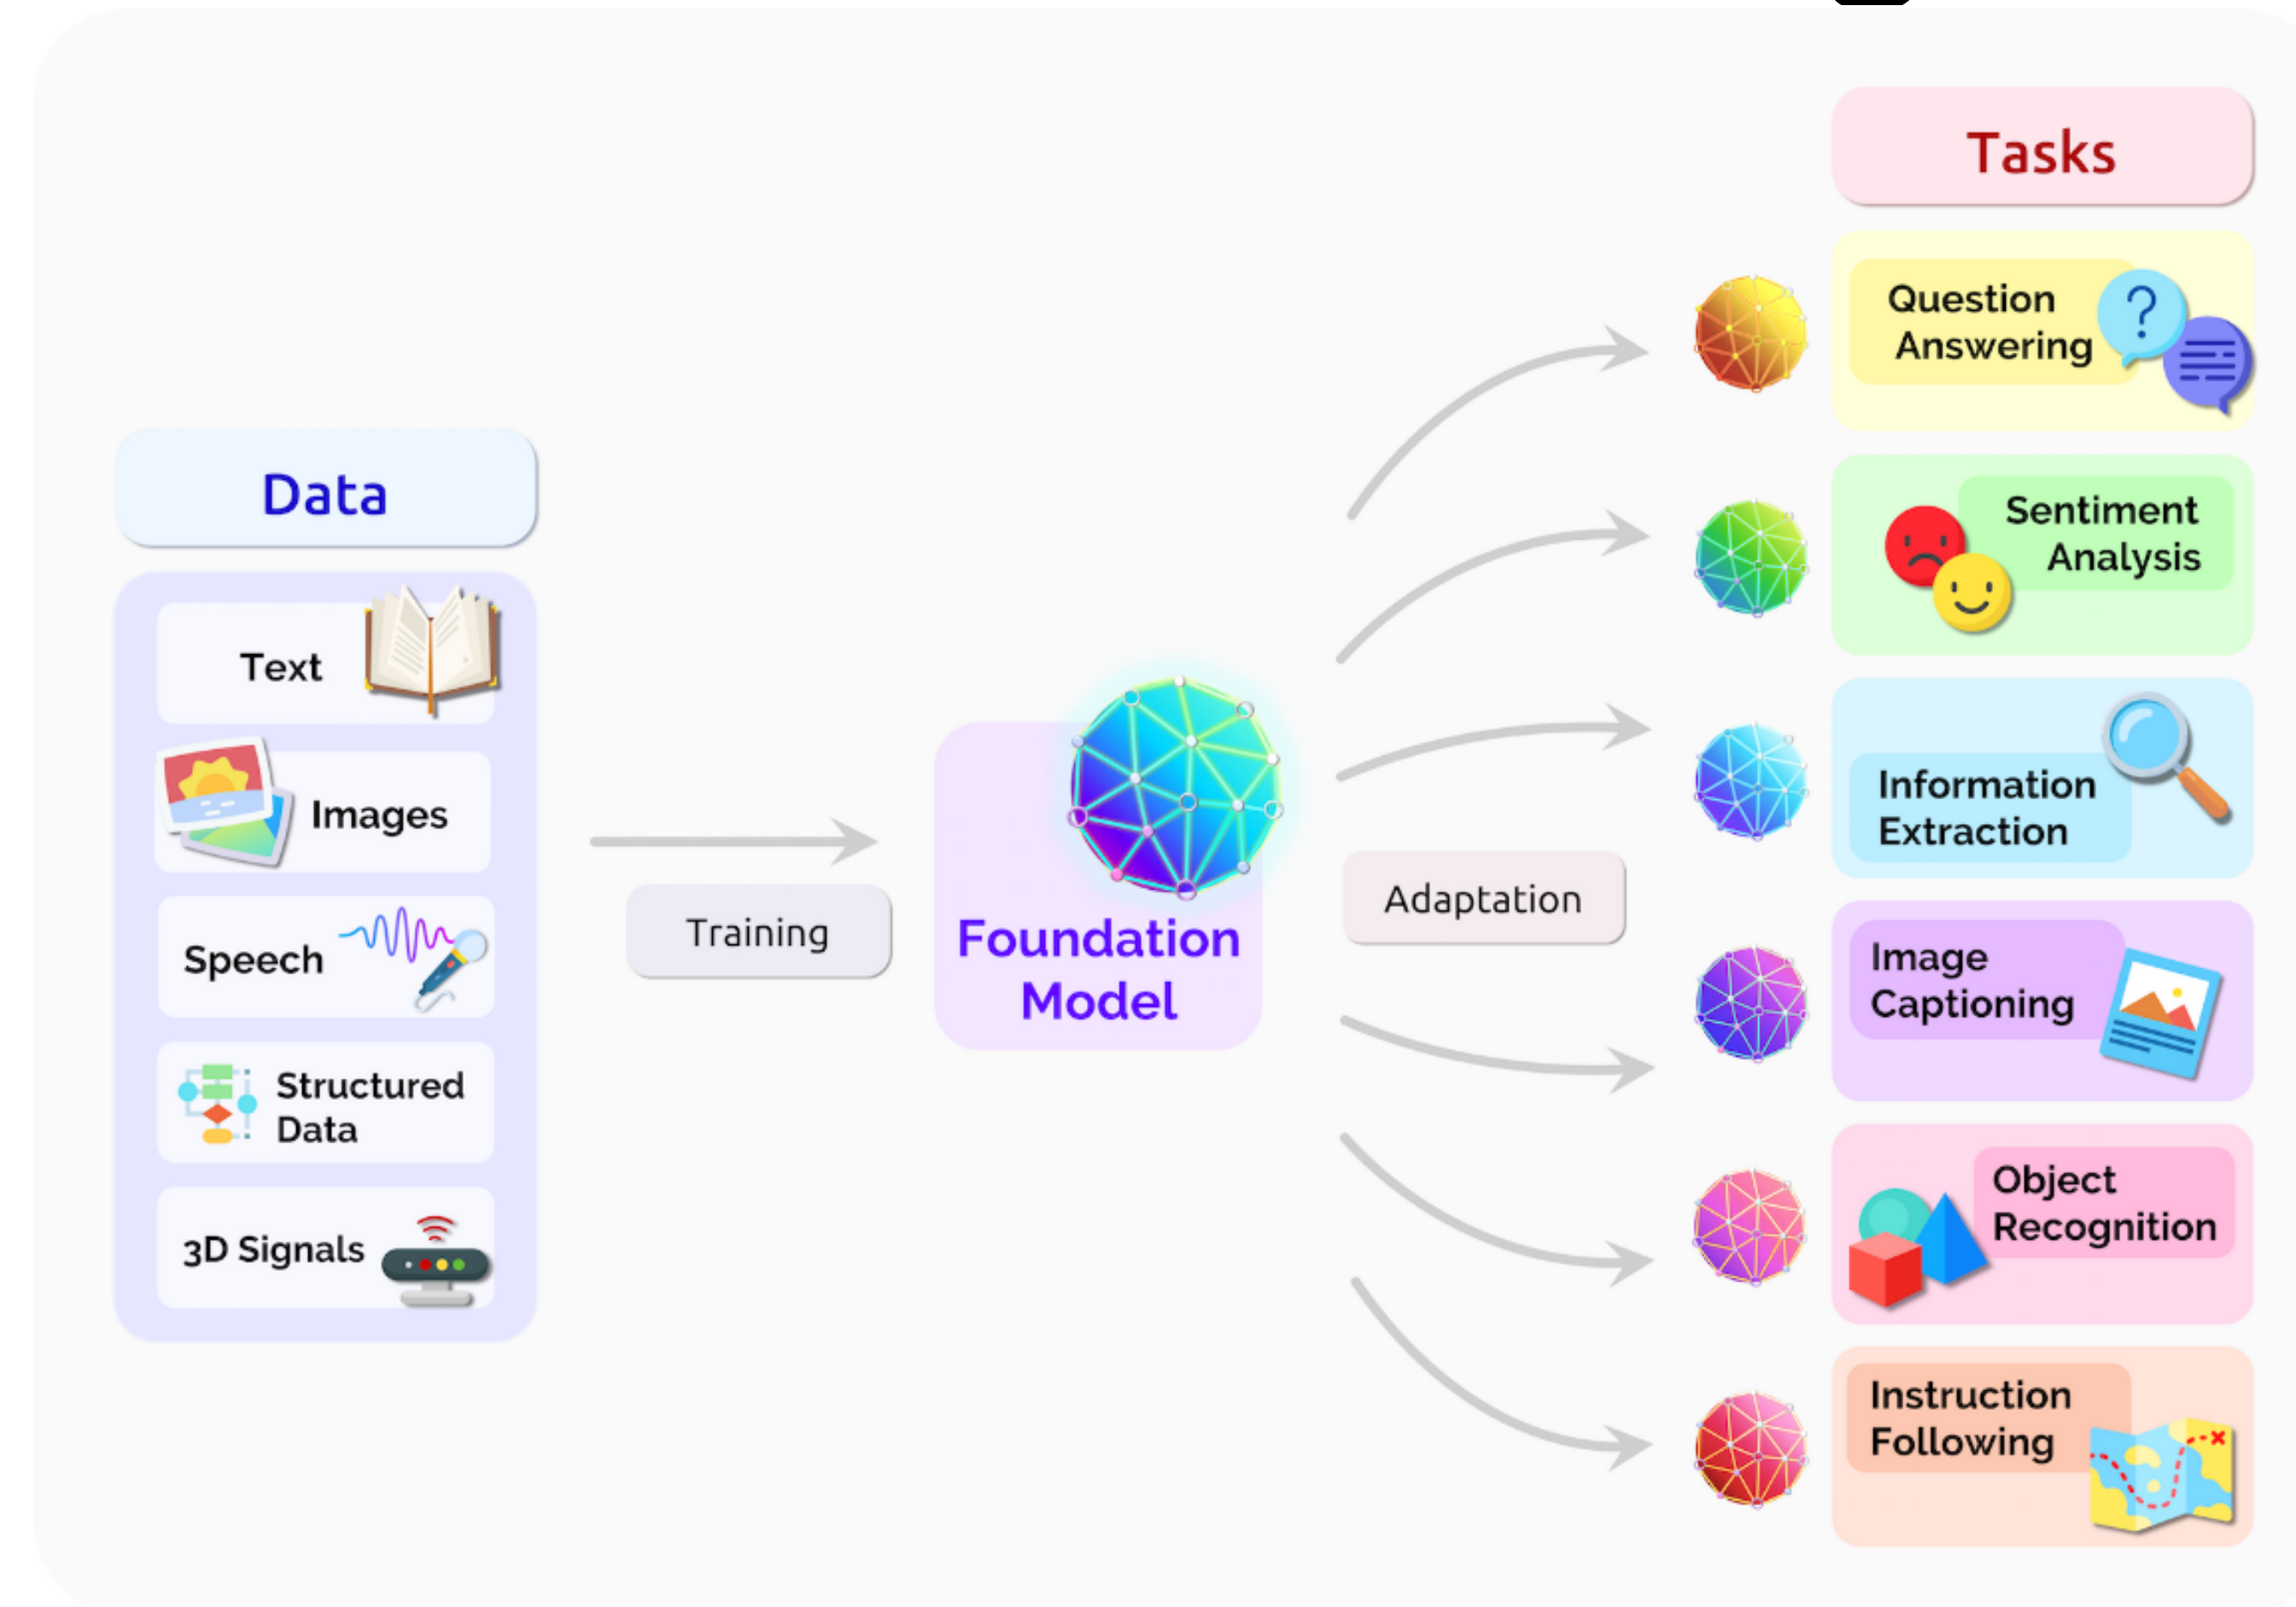 Data
Text
Images
Speech
Structured
Data
3D Signals
Training
Foundation
Model
Adaptation
Tasks
Question
Answering
Sentiment
Analysis
Information
Extraction
Image
Captioning
Object
Recognition
Instruction
Following